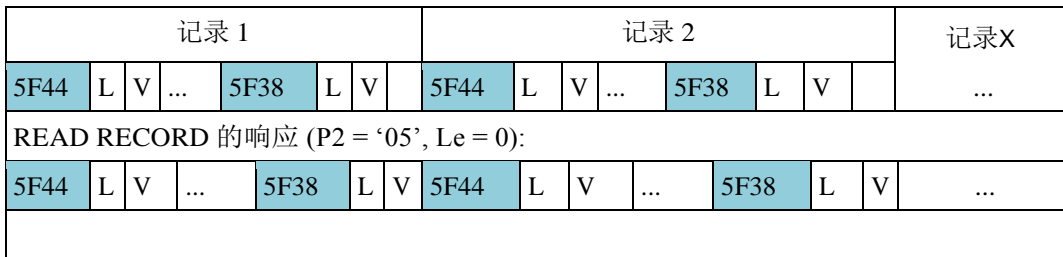 记录 1 记录 2 记录X
5F44 L V ... 5F38 L V 5F44 L V ... 5F38 L V ...
READ RECORD 的响应 (P2 = ‘05’, Le = 0):
5F44 L V ... 5F38 L V 5F44 L V ... 5F38 L V ...